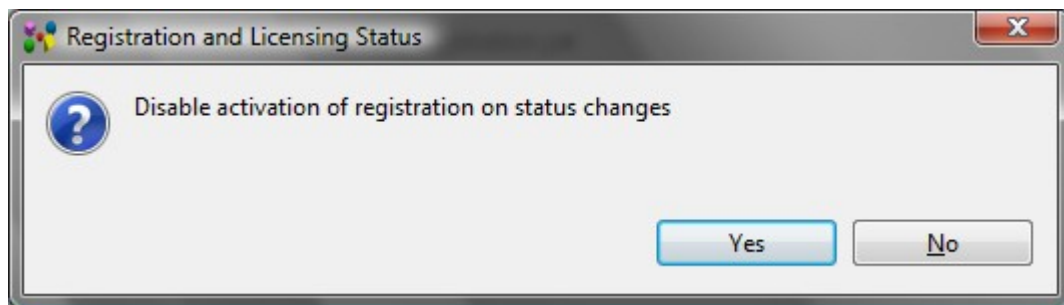 Registration and Licensing Status
Disable activation of registration on status changes
Yes
No